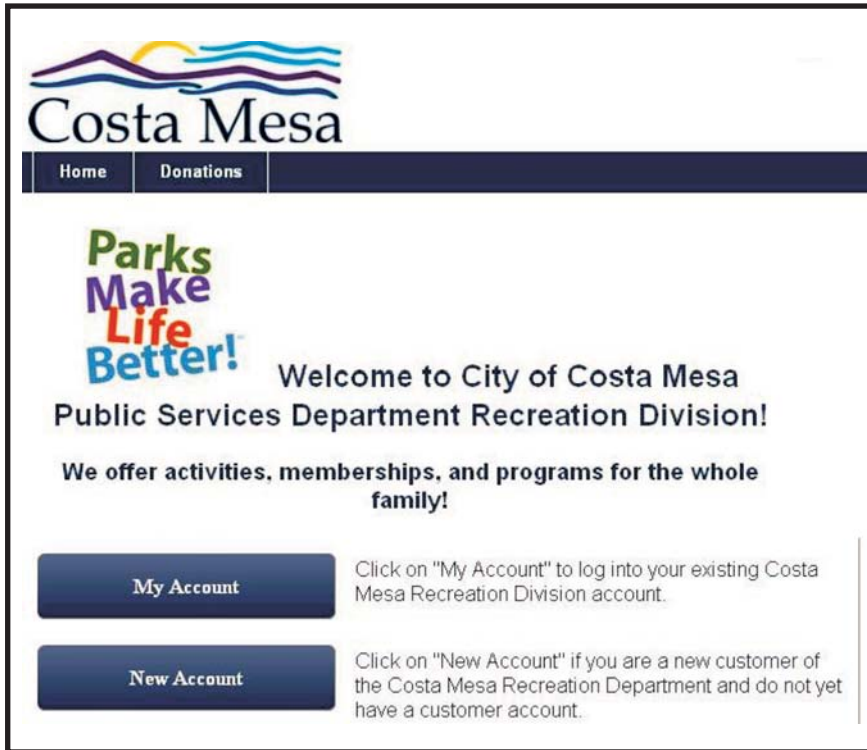 Costa Mesa
Home Donations
Parks
Make
Life
Better!
Welcome to City of Costa Mesa
Public Services Department Recreation Division!
We offer activities, memberships, and programs for the whole
family!
My Account
Click on "My Account" to log into your existing Costa
Mesa Recreation Division account.
New Account
Click on "New Account" if you are a new customer of
the Costa Mesa Recreation Department and do not yet
have a customer account.